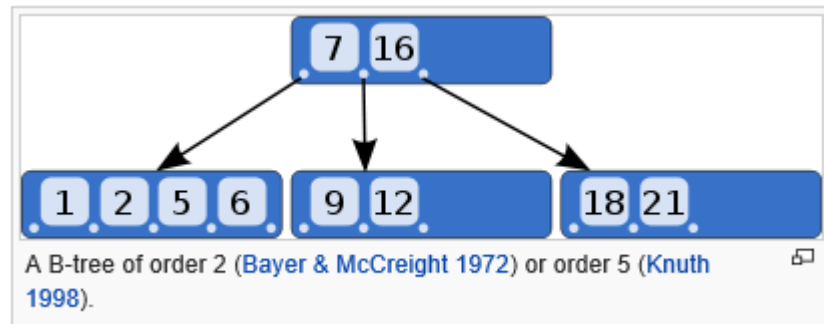 7 16
1 2 5 6 9 12 18 21
A B-tree of order 2 (Bayer & McCreight 1972) or order 5 (Knuth
1998).